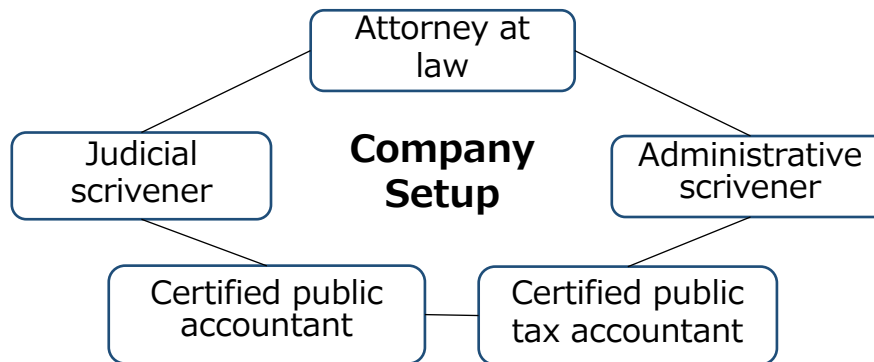 Attorney at
law
Judicial
scrivener
Company
Setup
Administrative
scrivener
Certified public
accountant
Certified public
tax accountant